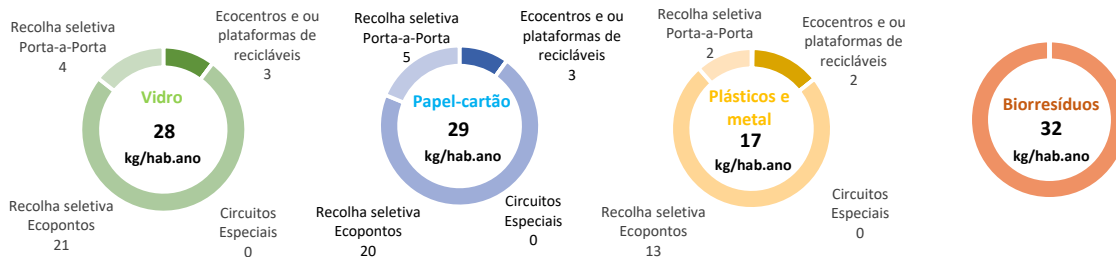 Recolha seletiva
Porta-a-Porta
4
Ecocentros e ou
plataformas de
recicláveis
3
Vidro
28
kg/hab.ano
Recolha seletiva
Ecopontos
21
Circuitos
Especiais
0
Recolha seletiva
Porta-a-Porta
5
Ecocentros e ou
plataformas de
recicláveis
3
Papel-cartão
29
kg/hab.ano
Recolha seletiva
Ecopontos
20
Circuitos
Especiais
0
Recolha seletiva
Porta-a-Porta
2
Ecocentros e ou
plataformas de
recicláveis
2
Plásticos e
metal
17
kg/hab.ano
Recolha seletiva
Ecopontos
13
Circuitos
Especiais
0
Biorresíduos
32
kg/hab.ano